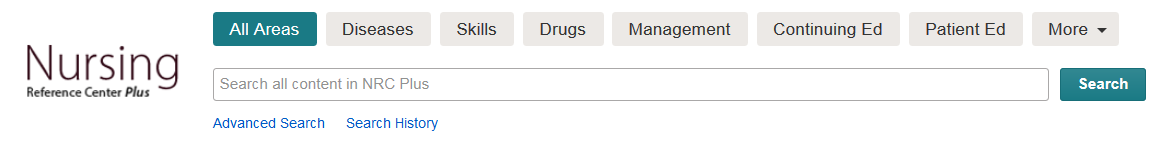 All Areas Diseases Skills Drugs Management Continuing Ed Patient Ed More
Nursing
Reference Center Plus
Search all content in NRC Plus Search
Advanced Search Search History